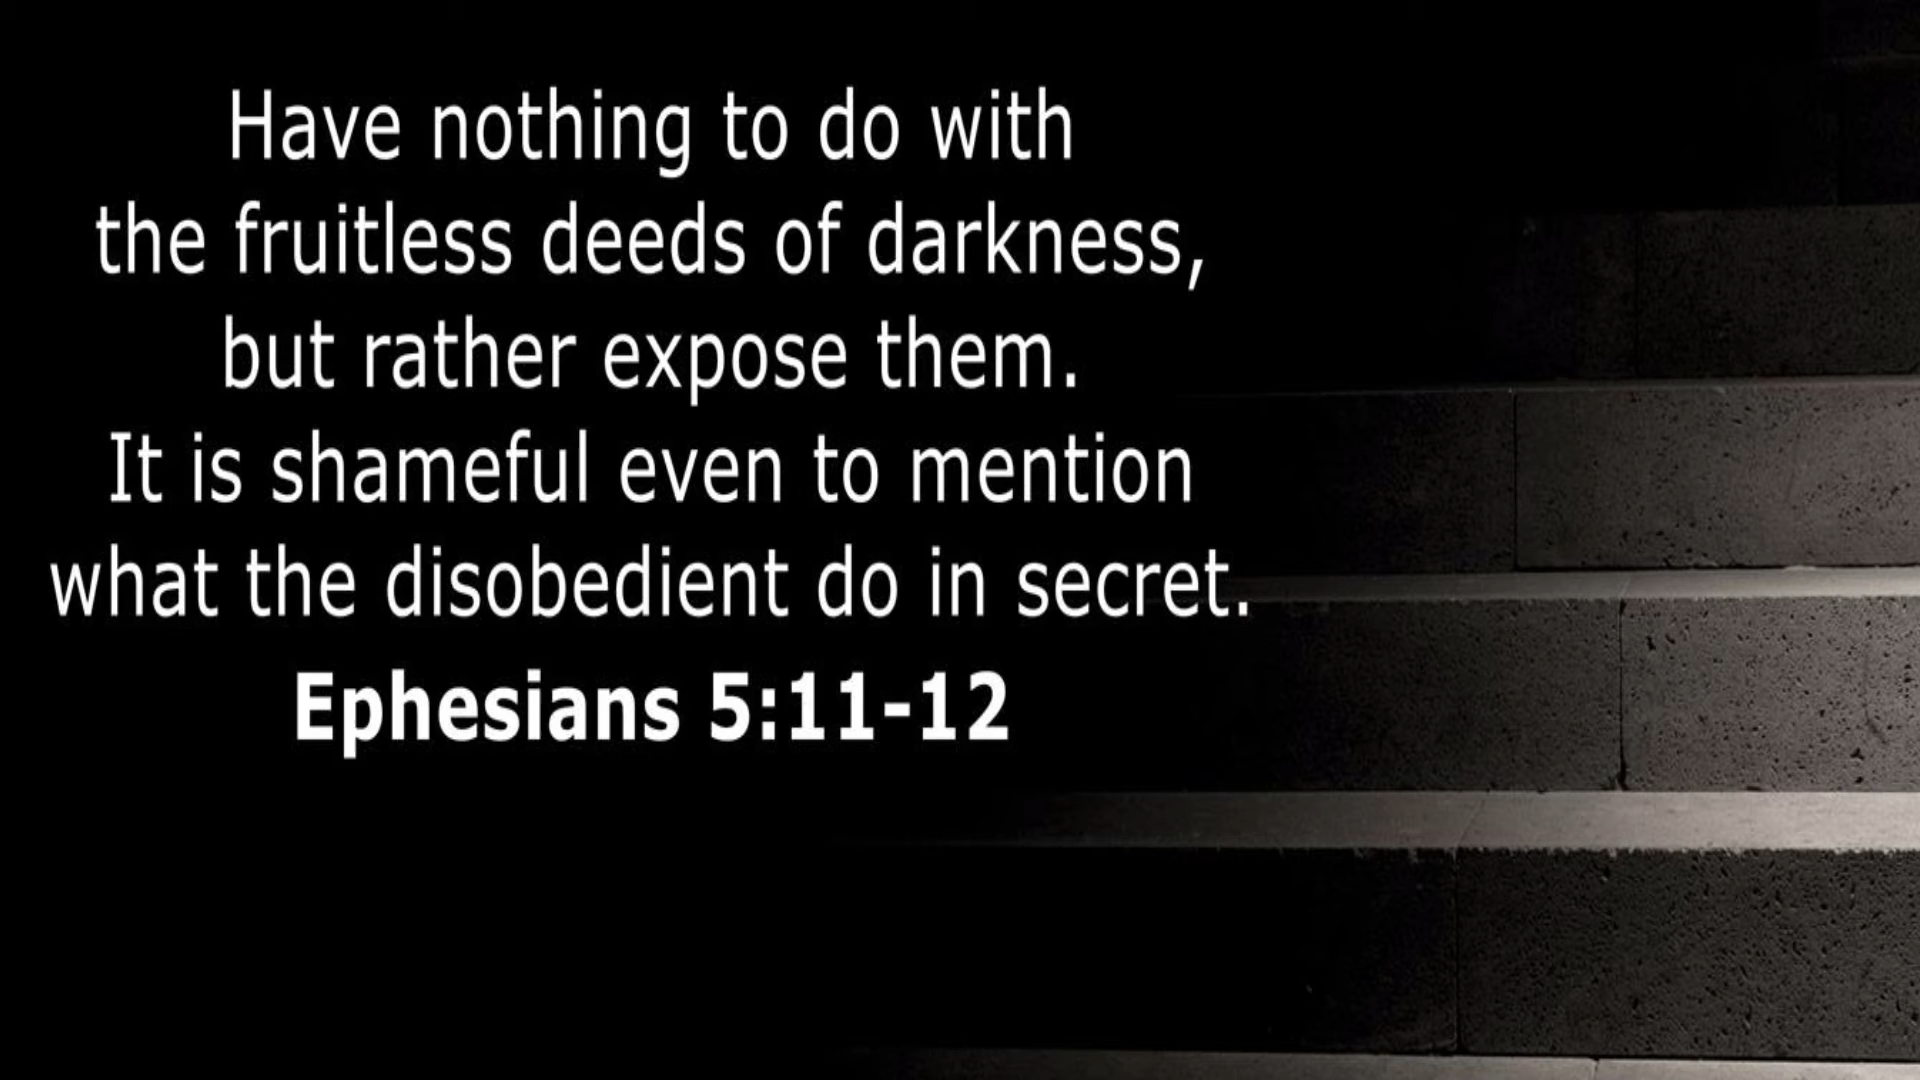 Have nothing to do with
the fruitless deeds of darkness,
but rather expose them.
It is shameful even to mention
what the disobedient do in secret.
Ephesians 5:11-12